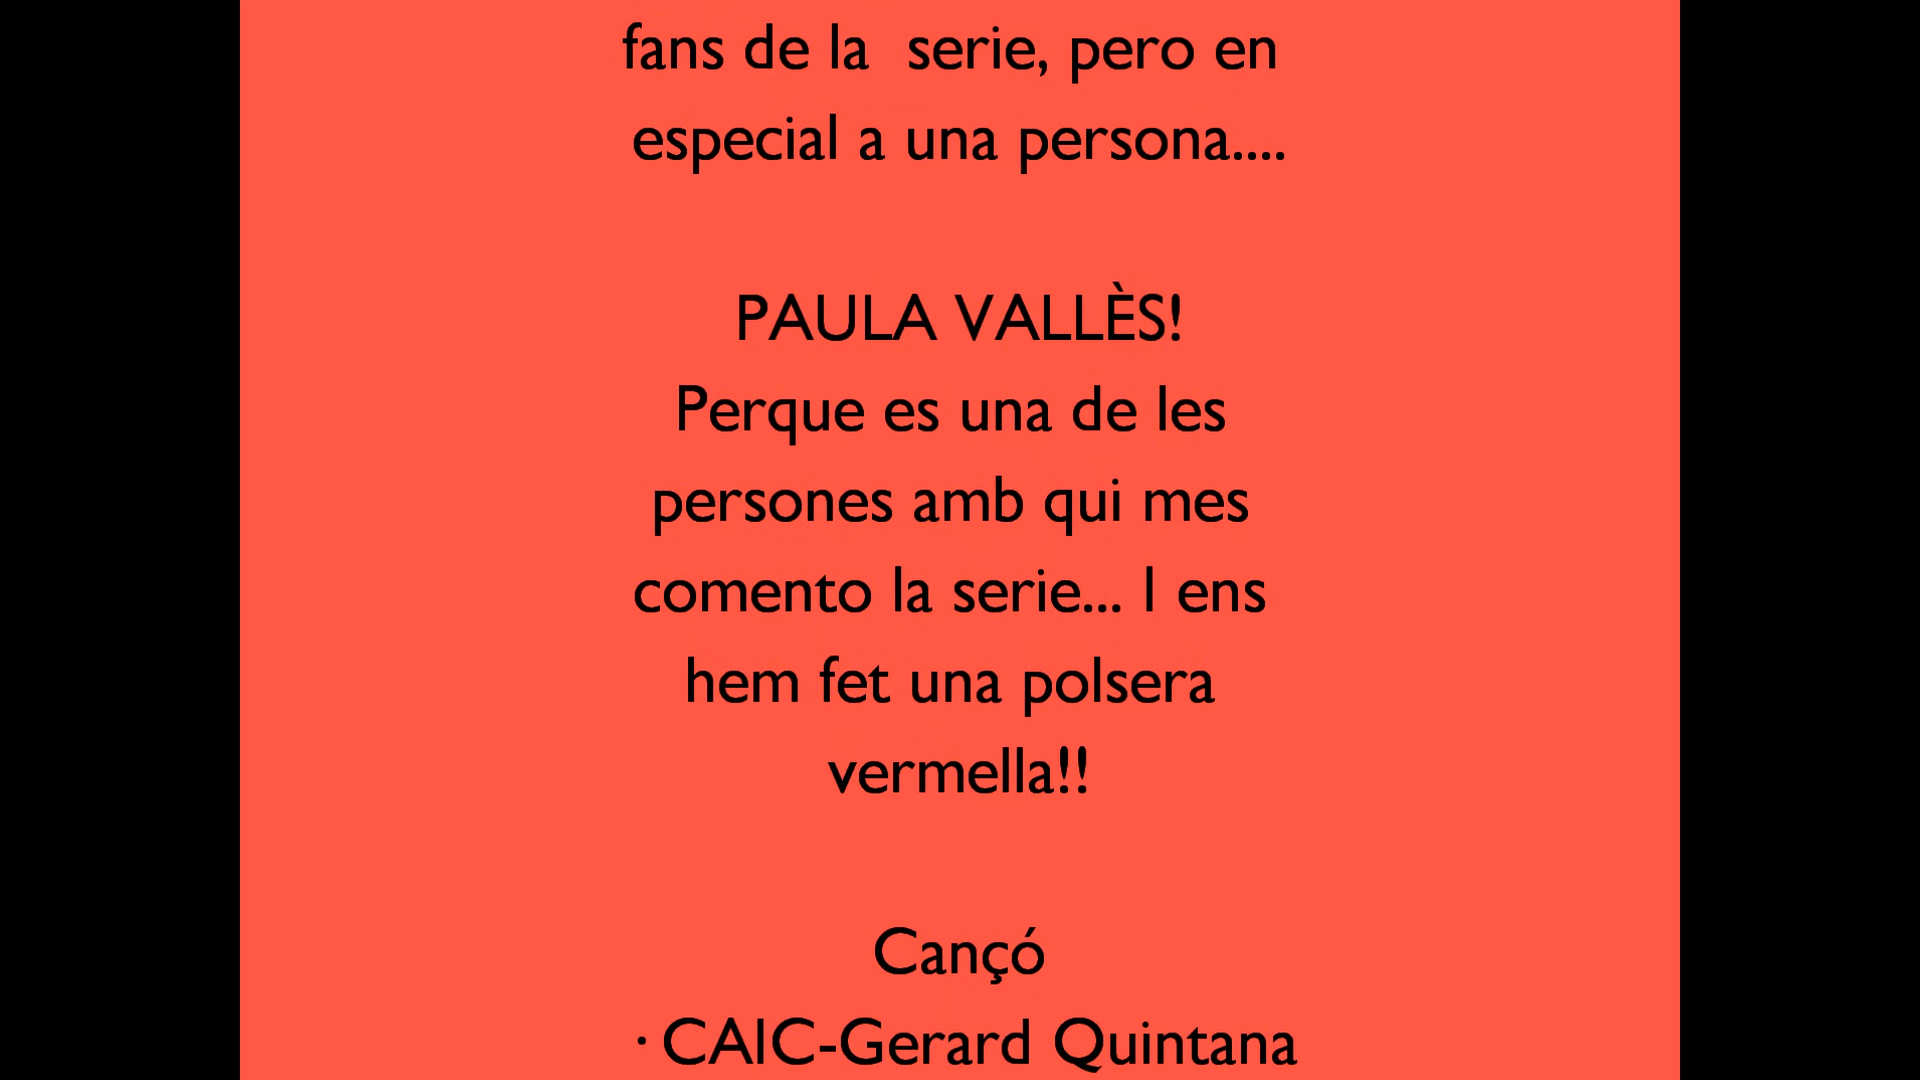 fans de la  serie, pero en
especial a una persona....
PAULA VALLÈS!
Perque es una de les
persones amb qui mes
comento la serie... I ens
hem fet una polsera
vermella!!
Cançó
· CAIC-Gerard Quintana